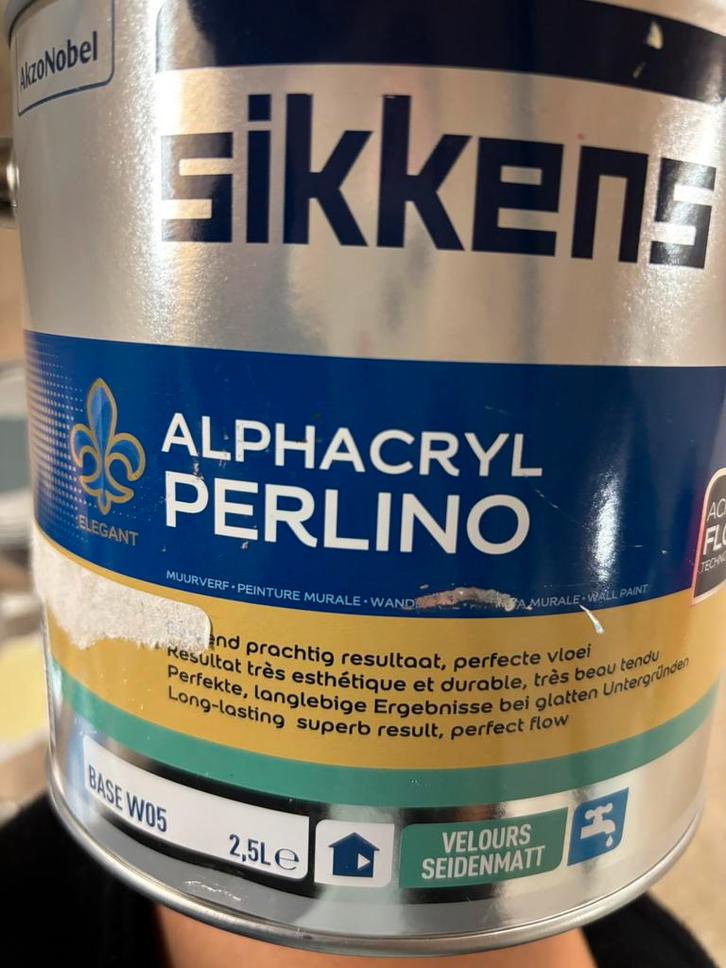 AkzoNobel
sikkens
ALPHACRYL
PERLINO
ELEGANT
MUURVERF • PEINTURE MURALE • MURALE • WALL PAINT
prachtig resultaat, perfecte vloei
Résultat très esthétique et durable, très beau tendu
Perfekte, langlebige Ergebnisse bei glatten Untergründen
Long-lasting superb result, perfect flow
BASE W05
2,5L e
VELOURS
SEIDENMATT